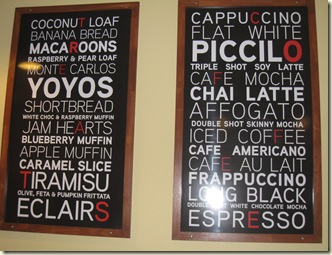 COCONUT LOAF
BANANA BREAD
MACAROONS
RASPBERRY & PEAR LOAF
MONTE CARLOS
YOYOS
SHORTBREAD
WHITE CHOC & RASPBERRY MUFFIN
JAM HEARTS
BLUEBERRY MUFFIN
APPLE MUFFIN
CARAMEL SLICE
TIRAMISU
OLIVE, FETA & PUMPKIN FRITTATA
ECLAIRS
CAPPUCCINO
FLAT WHITE
PICCILO
TRIPLE SHOT SOY LATTE
CAFE MOCHA
CHAI LATTE
AFFOGATO
DOUBLE SHOT SKINNY MOCHA
ICED COFFEE
CAFE AMERICANO
CAFE AU LAIT
FRAPPUCCINO
LONG BLACK
DOUBLE SHOT WHITE CHOCOLATE MOCHA
ESPRESSO